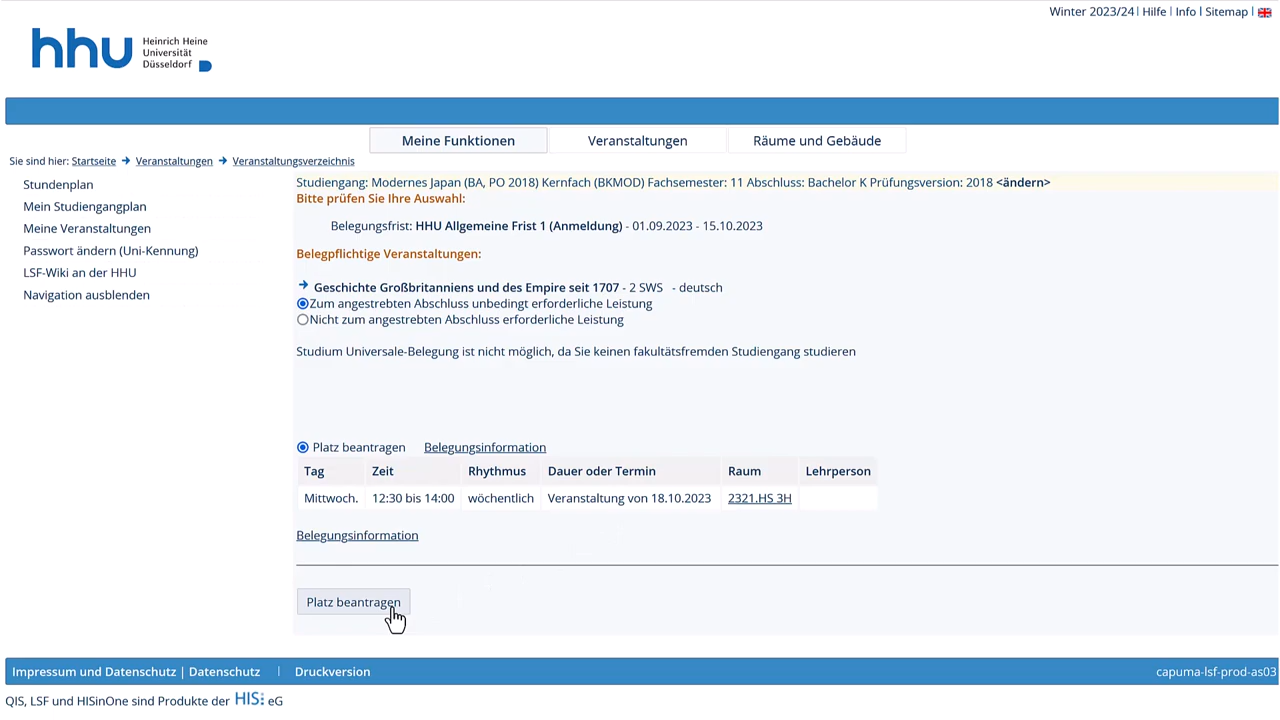 Winter 2023/24 | Hilfe | Info | Sitemap |
hhu Heinrich Heine
Universität
Düsseldorf
Meine Funktionen Veranstaltungen Räume und Gebäude
Sie sind hier: Startseite Veranstaltungen Veranstaltungsverzeichnis
Stundenplan
Mein Studiengangplan
Meine Veranstaltungen
Passwort ändern (Uni-Kennung)
LSF-Wiki an der HHU
Navigation ausblenden
Studiengang: Modernes Japan (BA, PO 2018) Kernfach (BKMOD) Fachsemester: 11 Abschluss: Bachelor K Prüfungsversion: 2018 <ändern>
Bitte prüfen Sie Ihre Auswahl:
Belegungsfrist: HHU Allgemeine Frist 1 (Anmeldung) - 01.09.2023 - 15.10.2023
Belegpflichtige Veranstaltungen:
Geschichte Großbritanniens und des Empire seit 1707 - 2 SWS - deutsch
Zum angestrebten Abschluss unbedingt erforderliche Leistung
Nicht zum angestrebten Abschluss erforderliche Leistung
Studium Universale-Belegung ist nicht möglich, da Sie keinen fakultätsfremden Studiengang studieren
Platz beantragen Belegungsinformation
Tag Zeit Rhythmus Dauer oder Termin Raum Lehrperson
Mittwoch. 12:30 bis 14:00 wöchentlich Veranstaltung von 18.10.2023 2321.HS 3H
Belegungsinformation
Platz beantragen
Impressum und Datenschutz | Datenschutz | Druckversion capuma-lsf-prod-as03
QIS, LSF und HISinOne sind Produkte der HIS: eG